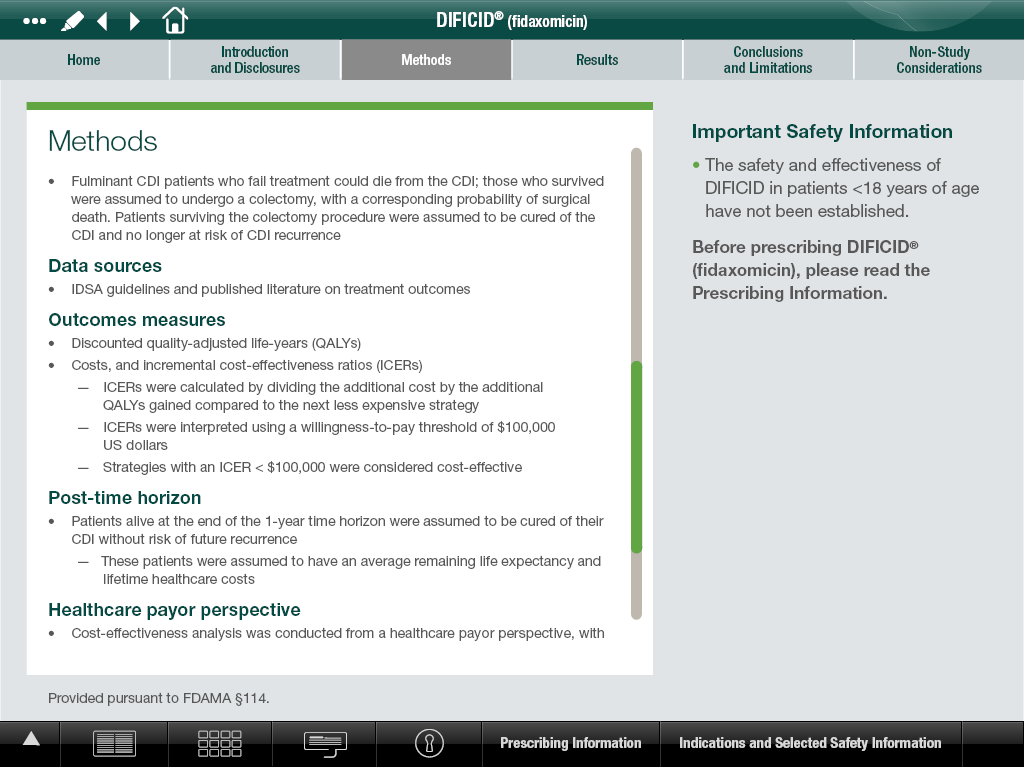 DIFICID® (fidaxomicin)
Home
Introduction
and Disclosures
Methods
Results
Conclusions
and Limitations
Non-Study
Considerations
Methods
• Fulminant CDI patients who fail treatment could die from the CDI; those who survived
were assumed to undergo a colectomy, with a corresponding probability of surgical
death. Patients surviving the colectomy procedure were assumed to be cured of the
CDI and no longer at risk of CDI recurrence
Data sources
• IDSA guidelines and published literature on treatment outcomes
Outcomes measures
• Discounted quality-adjusted life-years (QALYs)
• Costs, and incremental cost-effectiveness ratios (ICERs)
— ICERs were calculated by dividing the additional cost by the additional
QALYs gained compared to the next less expensive strategy
— ICERs were interpreted using a willingness-to-pay threshold of $100,000
US dollars
— Strategies with an ICER < $100,000 were considered cost-effective
Post-time horizon
• Patients alive at the end of the 1-year time horizon were assumed to be cured of their
CDI without risk of future recurrence
— These patients were assumed to have an average remaining life expectancy and
lifetime healthcare costs
Healthcare payor perspective
• Cost-effectiveness analysis was conducted from a healthcare payor perspective, with
Important Safety Information
• The safety and effectiveness of
DIFICID in patients <18 years of age
have not been established.
Before prescribing DIFICID®
(fidaxomicin), please read the
Prescribing Information.
Provided pursuant to FDAMA §114.
Prescribing Information
Indications and Selected Safety Information